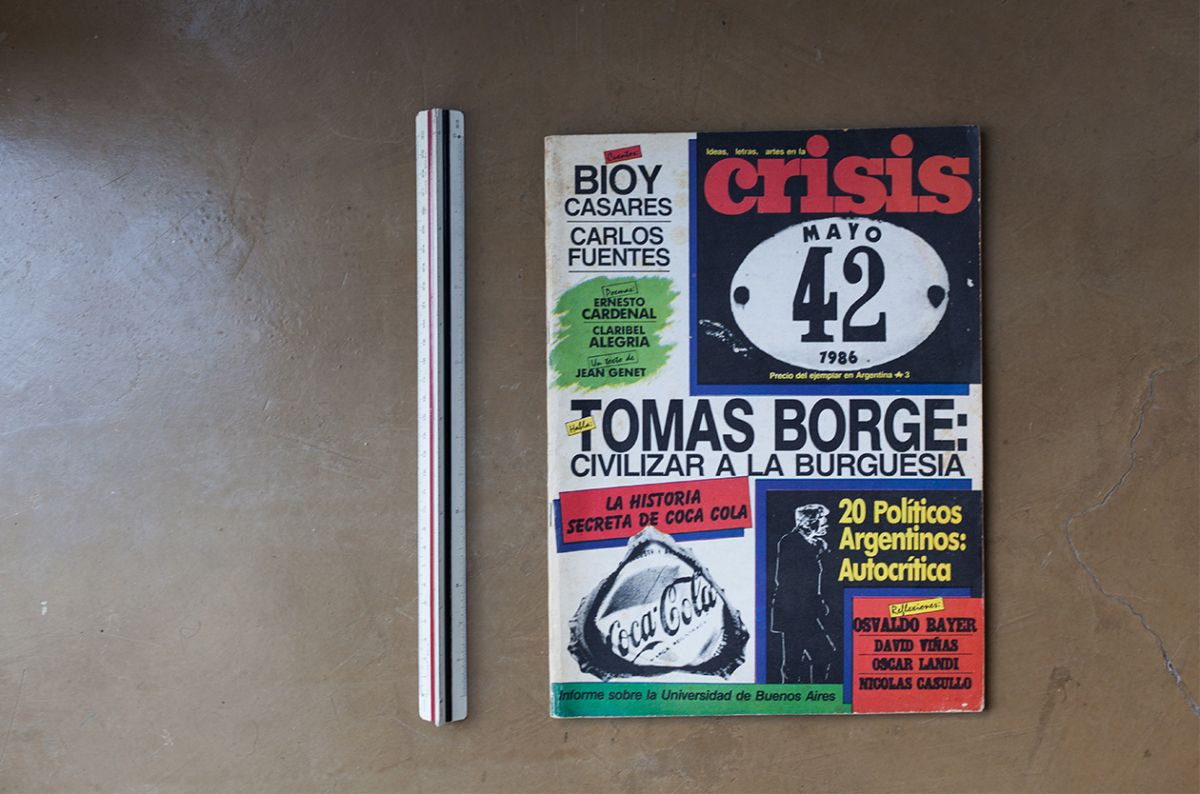 Cuentos:
BIOY
CASARES
CARLOS
FUENTES
Poemas:
ERNESTO
CARDENAL
CLARIBEL
ALEGRIA
Un texto de
JEAN GENET
Ideas, letras, artes en la
crisis
MAYO
42
1986
Precio del ejemplar en Argentina ★ 3
Habla:
TOMAS BORGE:
CIVILIZAR A LA BURGUESIA
LA HISTORIA
SECRETA DE COCA COLA
Coca-Cola
20 Políticos
Argentinos:
Autocrítica
Reflexiones:
OSVALDO BAYER
DAVID VIÑAS
OSCAR LANDI
NICOLAS CASULLO
Informe sobre la Universidad de Buenos Aires